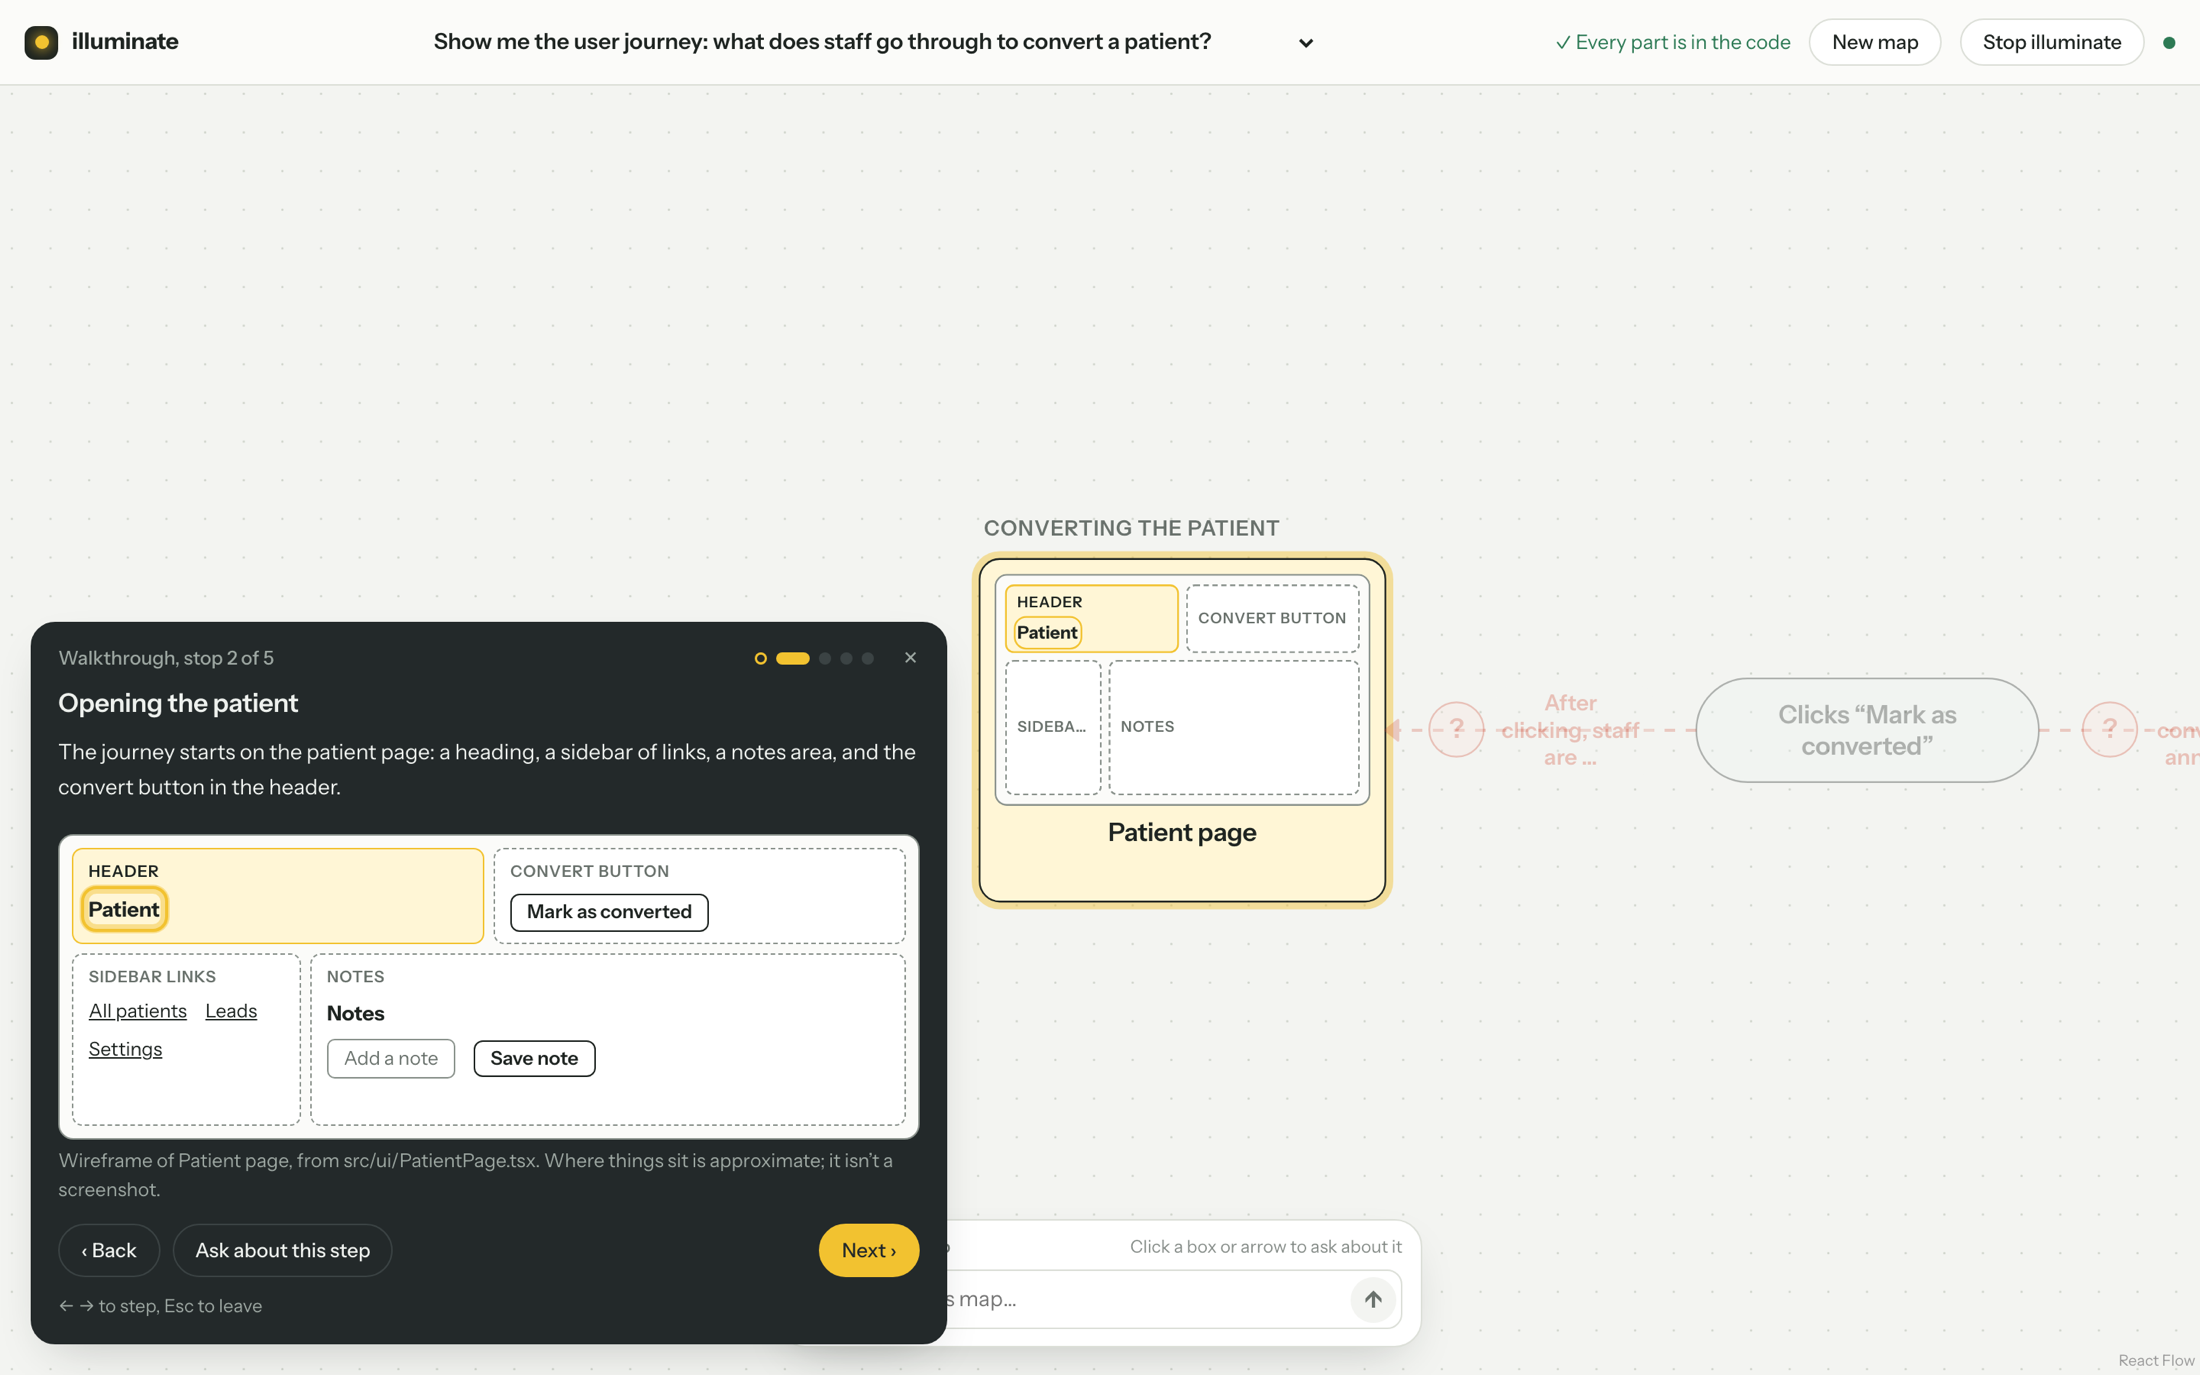 illuminate
Show me the user journey: what does staff go through to convert a patient?
✓ Every part is in the code
New map
Stop illuminate
CONVERTING THE PATIENT
HEADER
Patient
CONVERT BUTTON
SIDEBA...
NOTES
Patient page
?
After
clicking, staff
are ...
Clicks “Mark as
converted”
?
Walkthrough, stop 2 of 5
Opening the patient
The journey starts on the patient page: a heading, a sidebar of links, a notes area, and the
convert button in the header.
HEADER
Patient
CONVERT BUTTON
Mark as converted
SIDEBAR LINKS
All patients Leads
Settings
NOTES
Notes
Add a note Save note
Wireframe of Patient page, from src/ui/PatientPage.tsx. Where things sit is approximate; it isn’t a
screenshot.
‹ Back
Ask about this step
Next ›
← → to step, Esc to leave
Click a box or arrow to ask about it
map...
React Flow